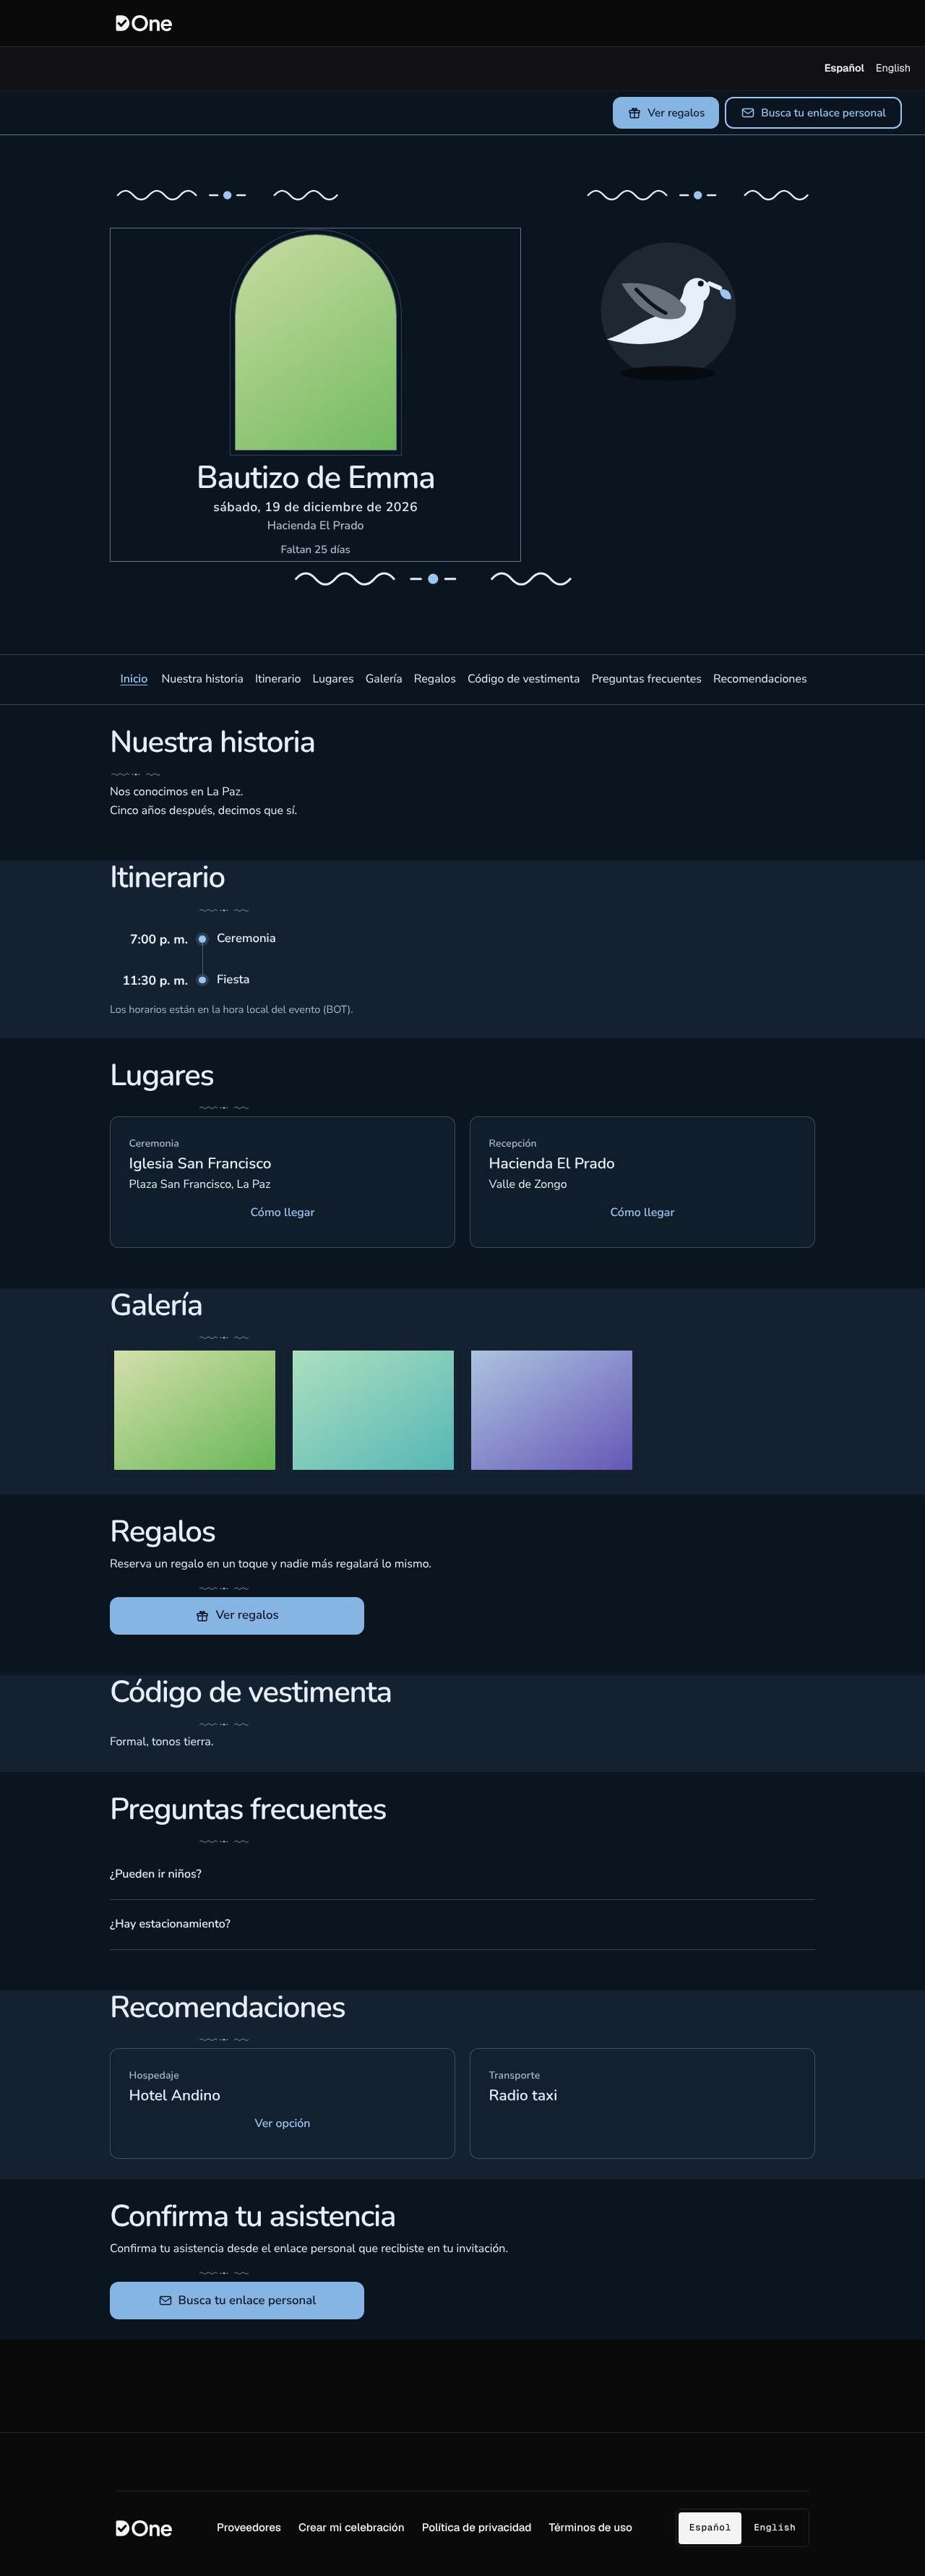 One
Español English
Ver regalos Busca tu enlace personal
Bautizo de Emma
sábado, 19 de diciembre de 2026
Hacienda El Prado
Faltan 25 días
Inicio Nuestra historia Itinerario Lugares Galería Regalos Código de vestimenta Preguntas frecuentes Recomendaciones
Nuestra historia
Nos conocimos en La Paz.
Cinco años después, decimos que sí.
Itinerario
7:00 p. m. Ceremonia
11:30 p. m. Fiesta
Los horarios están en la hora local del evento (BOT).
Lugares
Ceremonia
Iglesia San Francisco
Plaza San Francisco, La Paz
Cómo llegar
Recepción
Hacienda El Prado
Valle de Zongo
Cómo llegar
Galería
Regalos
Reserva un regalo en un toque y nadie más regalará lo mismo.
Ver regalos
Código de vestimenta
Formal, tonos tierra.
Preguntas frecuentes
¿Pueden ir niños?
¿Hay estacionamiento?
Recomendaciones
Hospedaje
Hotel Andino
Ver opción
Transporte
Radio taxi
Confirma tu asistencia
Confirma tu asistencia desde el enlace personal que recibiste en tu invitación.
Busca tu enlace personal
One
Proveedores Crear mi celebración Política de privacidad Términos de uso
Español English